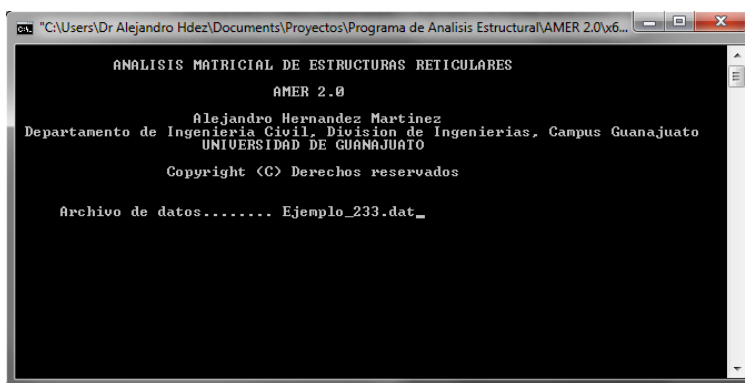 "C:\Users\Dr Alejandro Hdez\Documents\Proyectos\Programa de Analisis Estructural\AMER 2.0\x6...
ANALISIS MATRICIAL DE ESTRUCTURAS RETICULARES
AMER 2.0
Alejandro Hernandez Martinez
Departamento de Ingenieria Civil, Division de Ingenierias, Campus Guanajuato
UNIVERSIDAD DE GUANAJUATO
Copyright (C) Derechos reservados
Archivo de datos........ Ejemplo_233.dat_